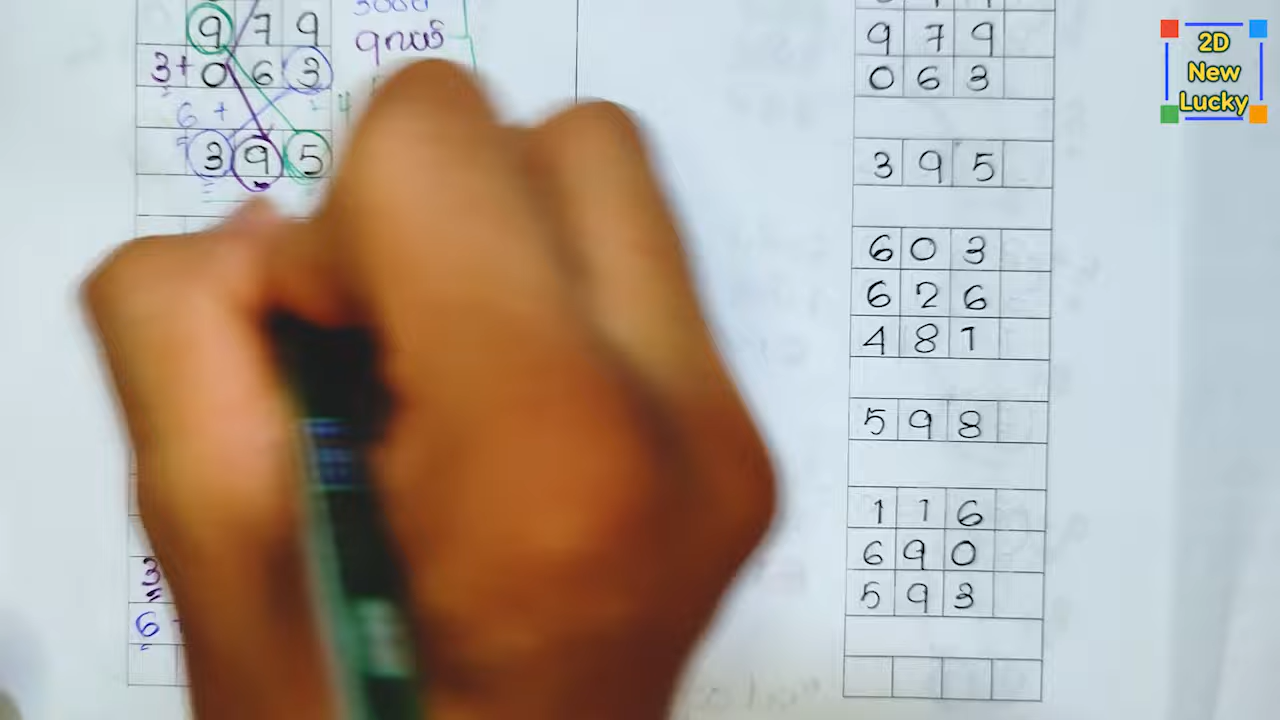 9 7 9
3+ 0 6 3
6 +
3 9 5
3
6
9 7 9
0 6 3
3 9 5
6 0 3
6 2 6
4 8 1
5 9 8
1 1 6
6 9 0
5 9 3
2D
New
Lucky